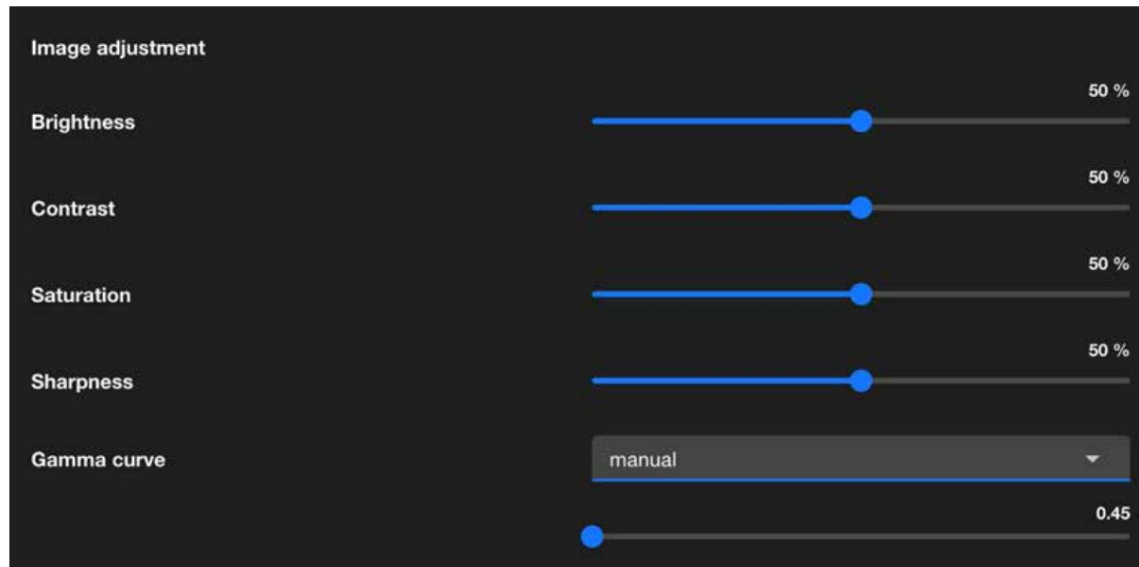 Image adjustment
50 %
Brightness
50 %
Contrast
50 %
Saturation
50 %
Sharpness
Gamma curve
manual
0.45